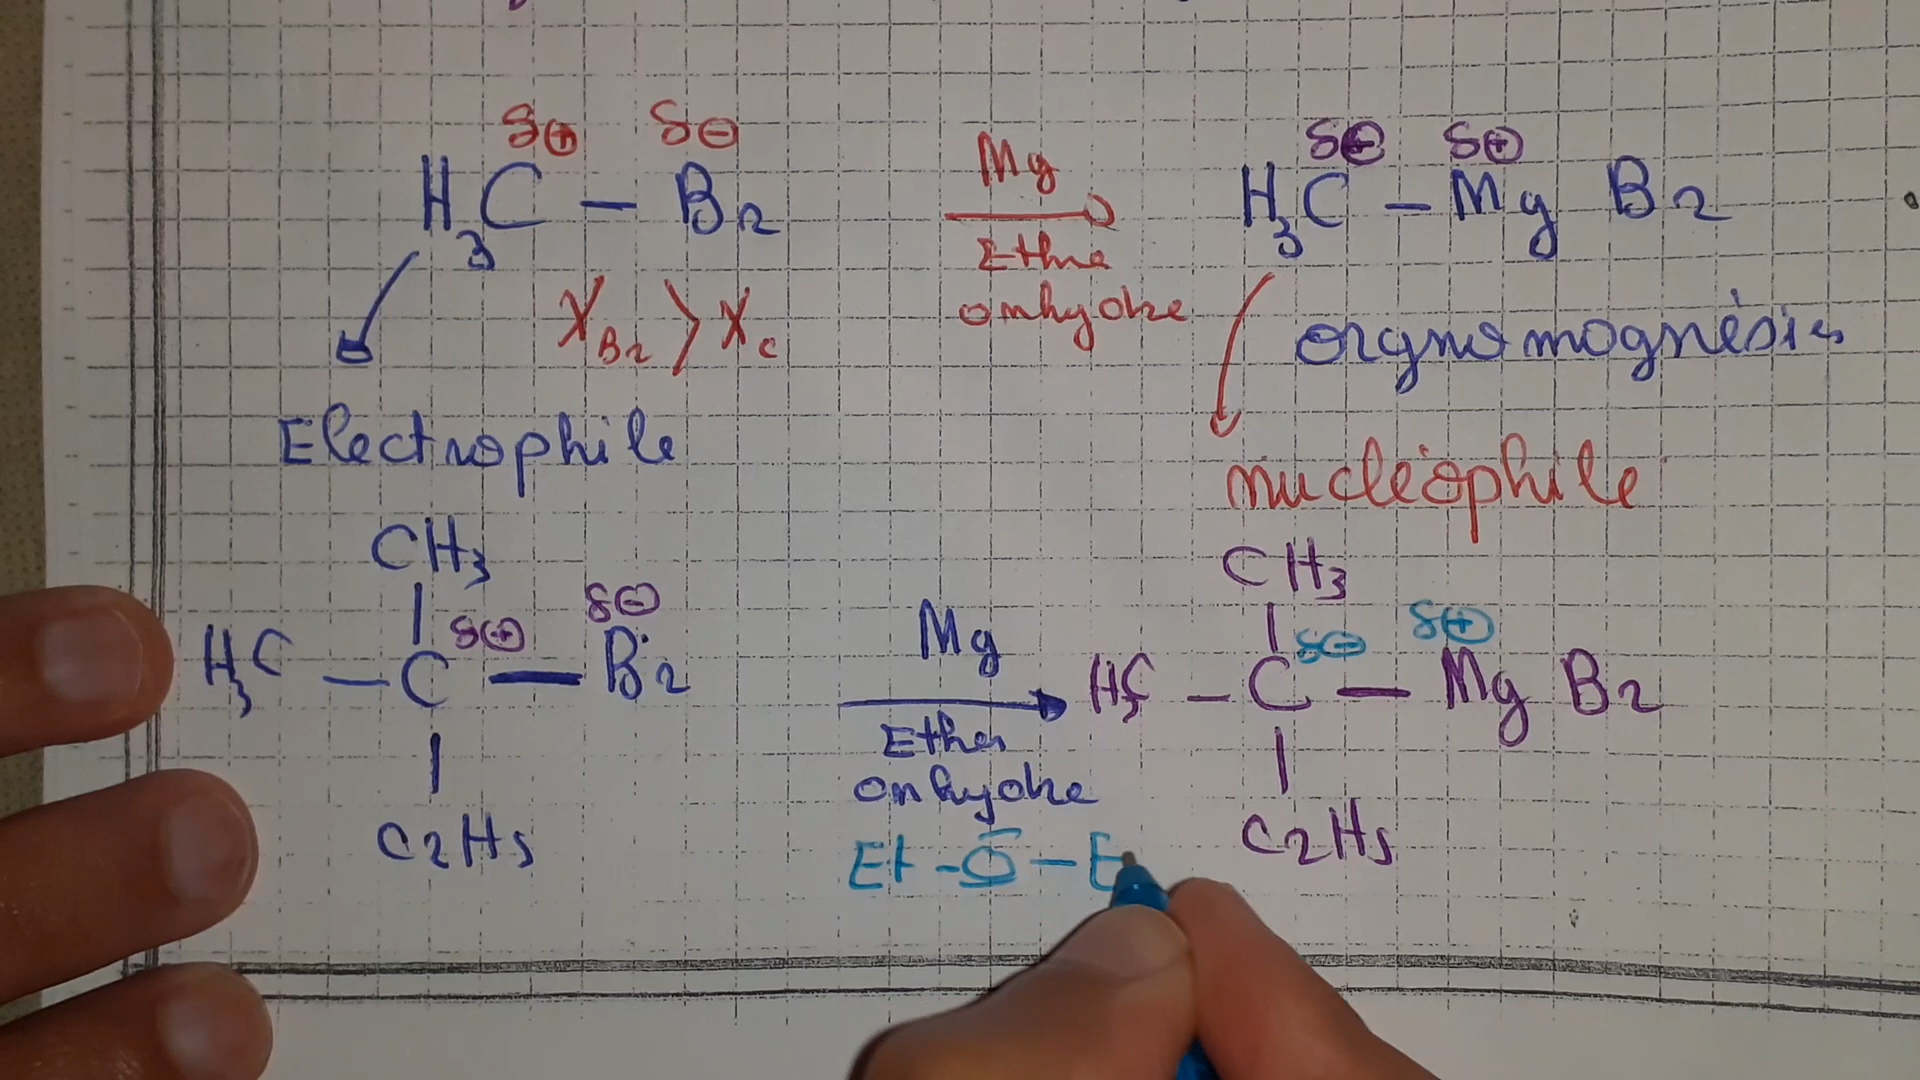 δ⊕ δ⊖
H₃C – Br
Mg
Ether
anhydre
δ⊖ δ⊕
H₃C – Mg Br
χBr > χC
organomagnésien
Electrophile
nucléophile
CH₃
δ⊕ δ⊖
H₃C – C – Br
C₂H₅
Mg
Ether
anhydre
Et – O – E
CH₃
δ⊖ δ⊕
H₃C – C – Mg Br
C₂H₅